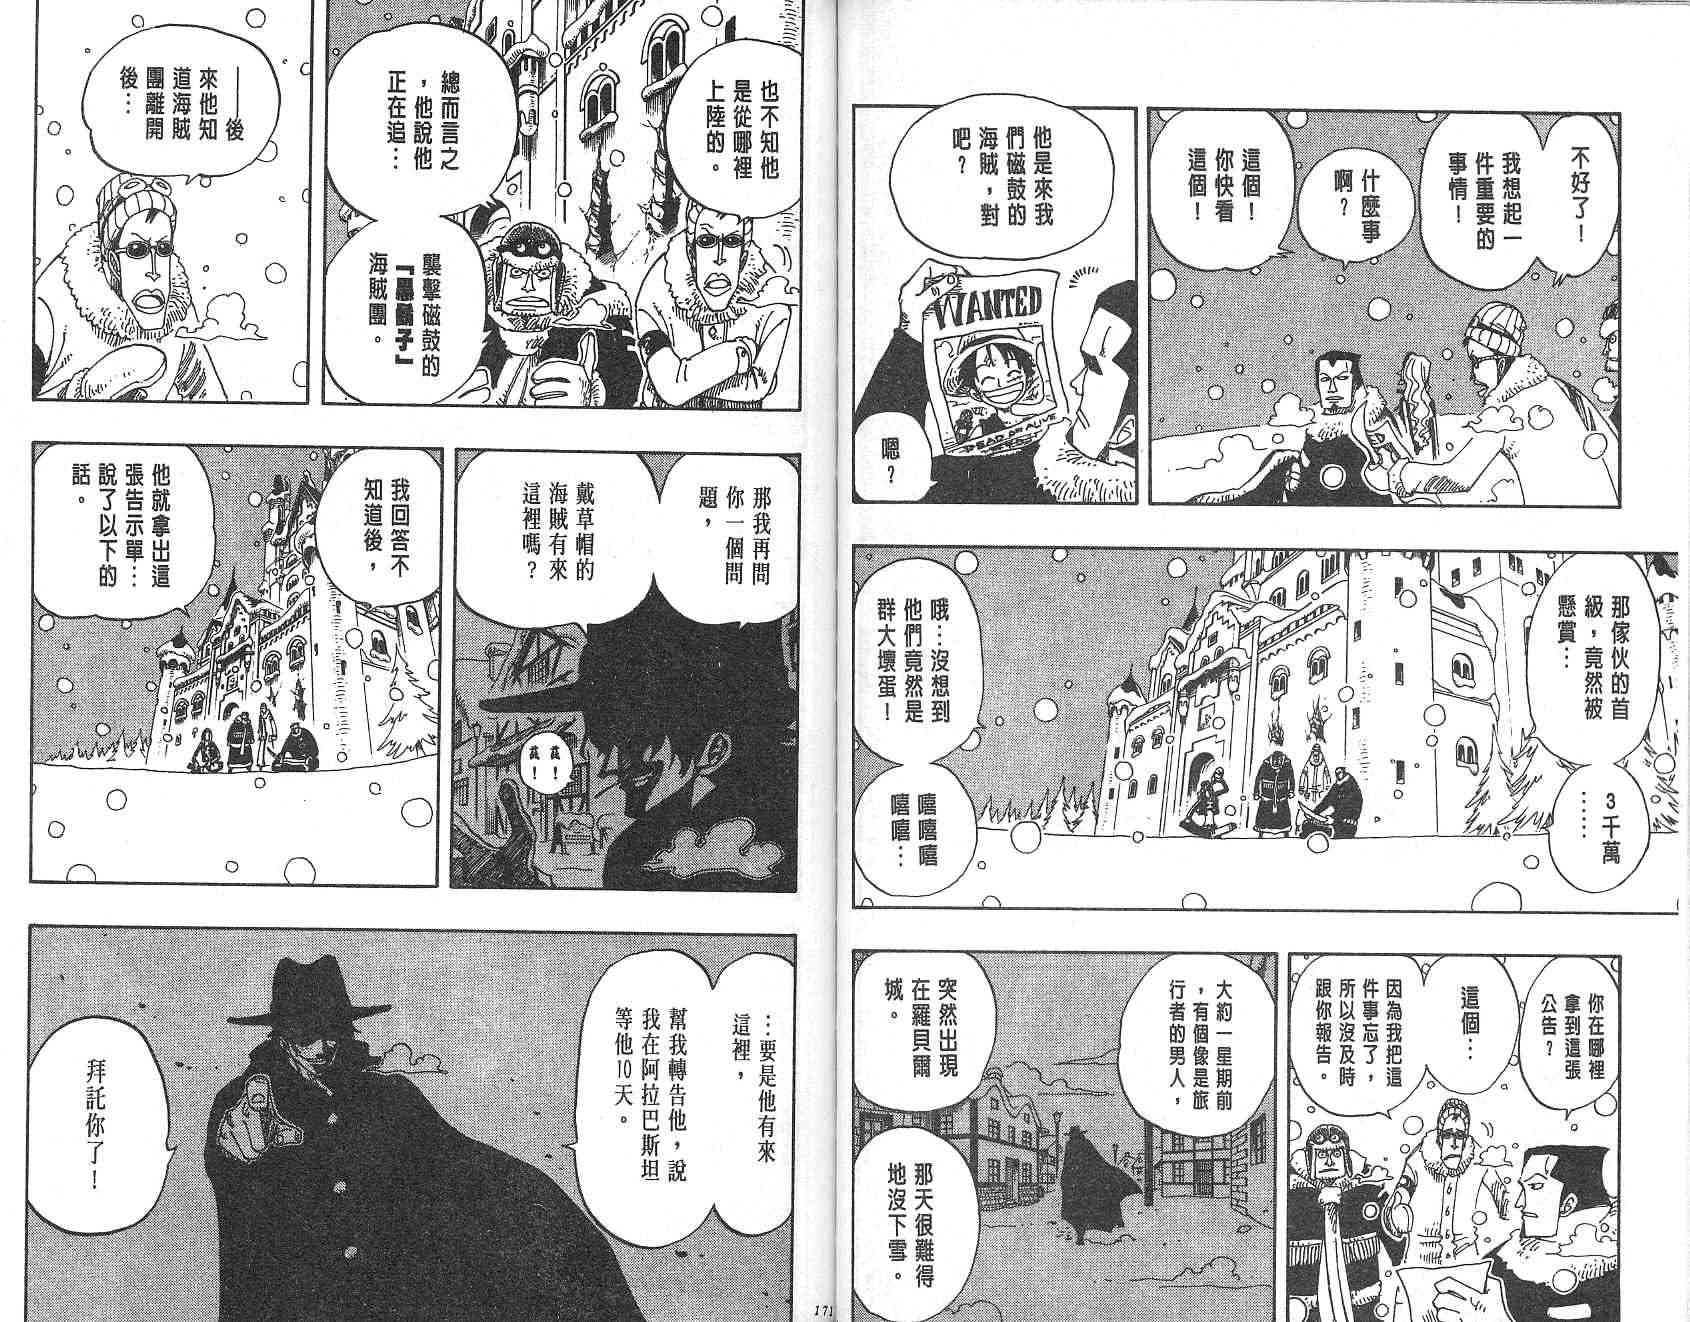 不好了！
我想起一
件重要的
事情！
什麼事
啊？
這個！
你快看
這個！
他是來我
們磁鼓的
海賊，對
吧？
WANTED
DEAD OR ALIVE
嗯？
那傢伙的首
級，竟然被
懸賞…
3千萬
……
哦…沒想到
他們竟然是
群大壞蛋！
嘻嘻嘻
嘻嘻…
你在哪裡
拿到這張
公告？
這個…
因為我把這
件事忘了，
所以沒及時
跟你報告。
大約一星期前
，有個像是旅
行者的男人，
突然出現
在羅貝爾
城。
那天很難得
地沒下雪。
也不知他
是從哪裡
上陸的。
總而言之
，他說他
正在追…
襲擊磁鼓的
『黑鬍子』
海賊團。
──後
來他知
道海賊
團離開
後…
那我再問
你一個問
題，
戴草帽的
海賊有來
這裡嗎？
我回答不
知道後，
他就拿出這
張告示單…
說了以下的
話。
…要是他有來
這裡，
幫我轉告他，說
我在阿拉巴斯坦
等他10天。
拜託你了！
171